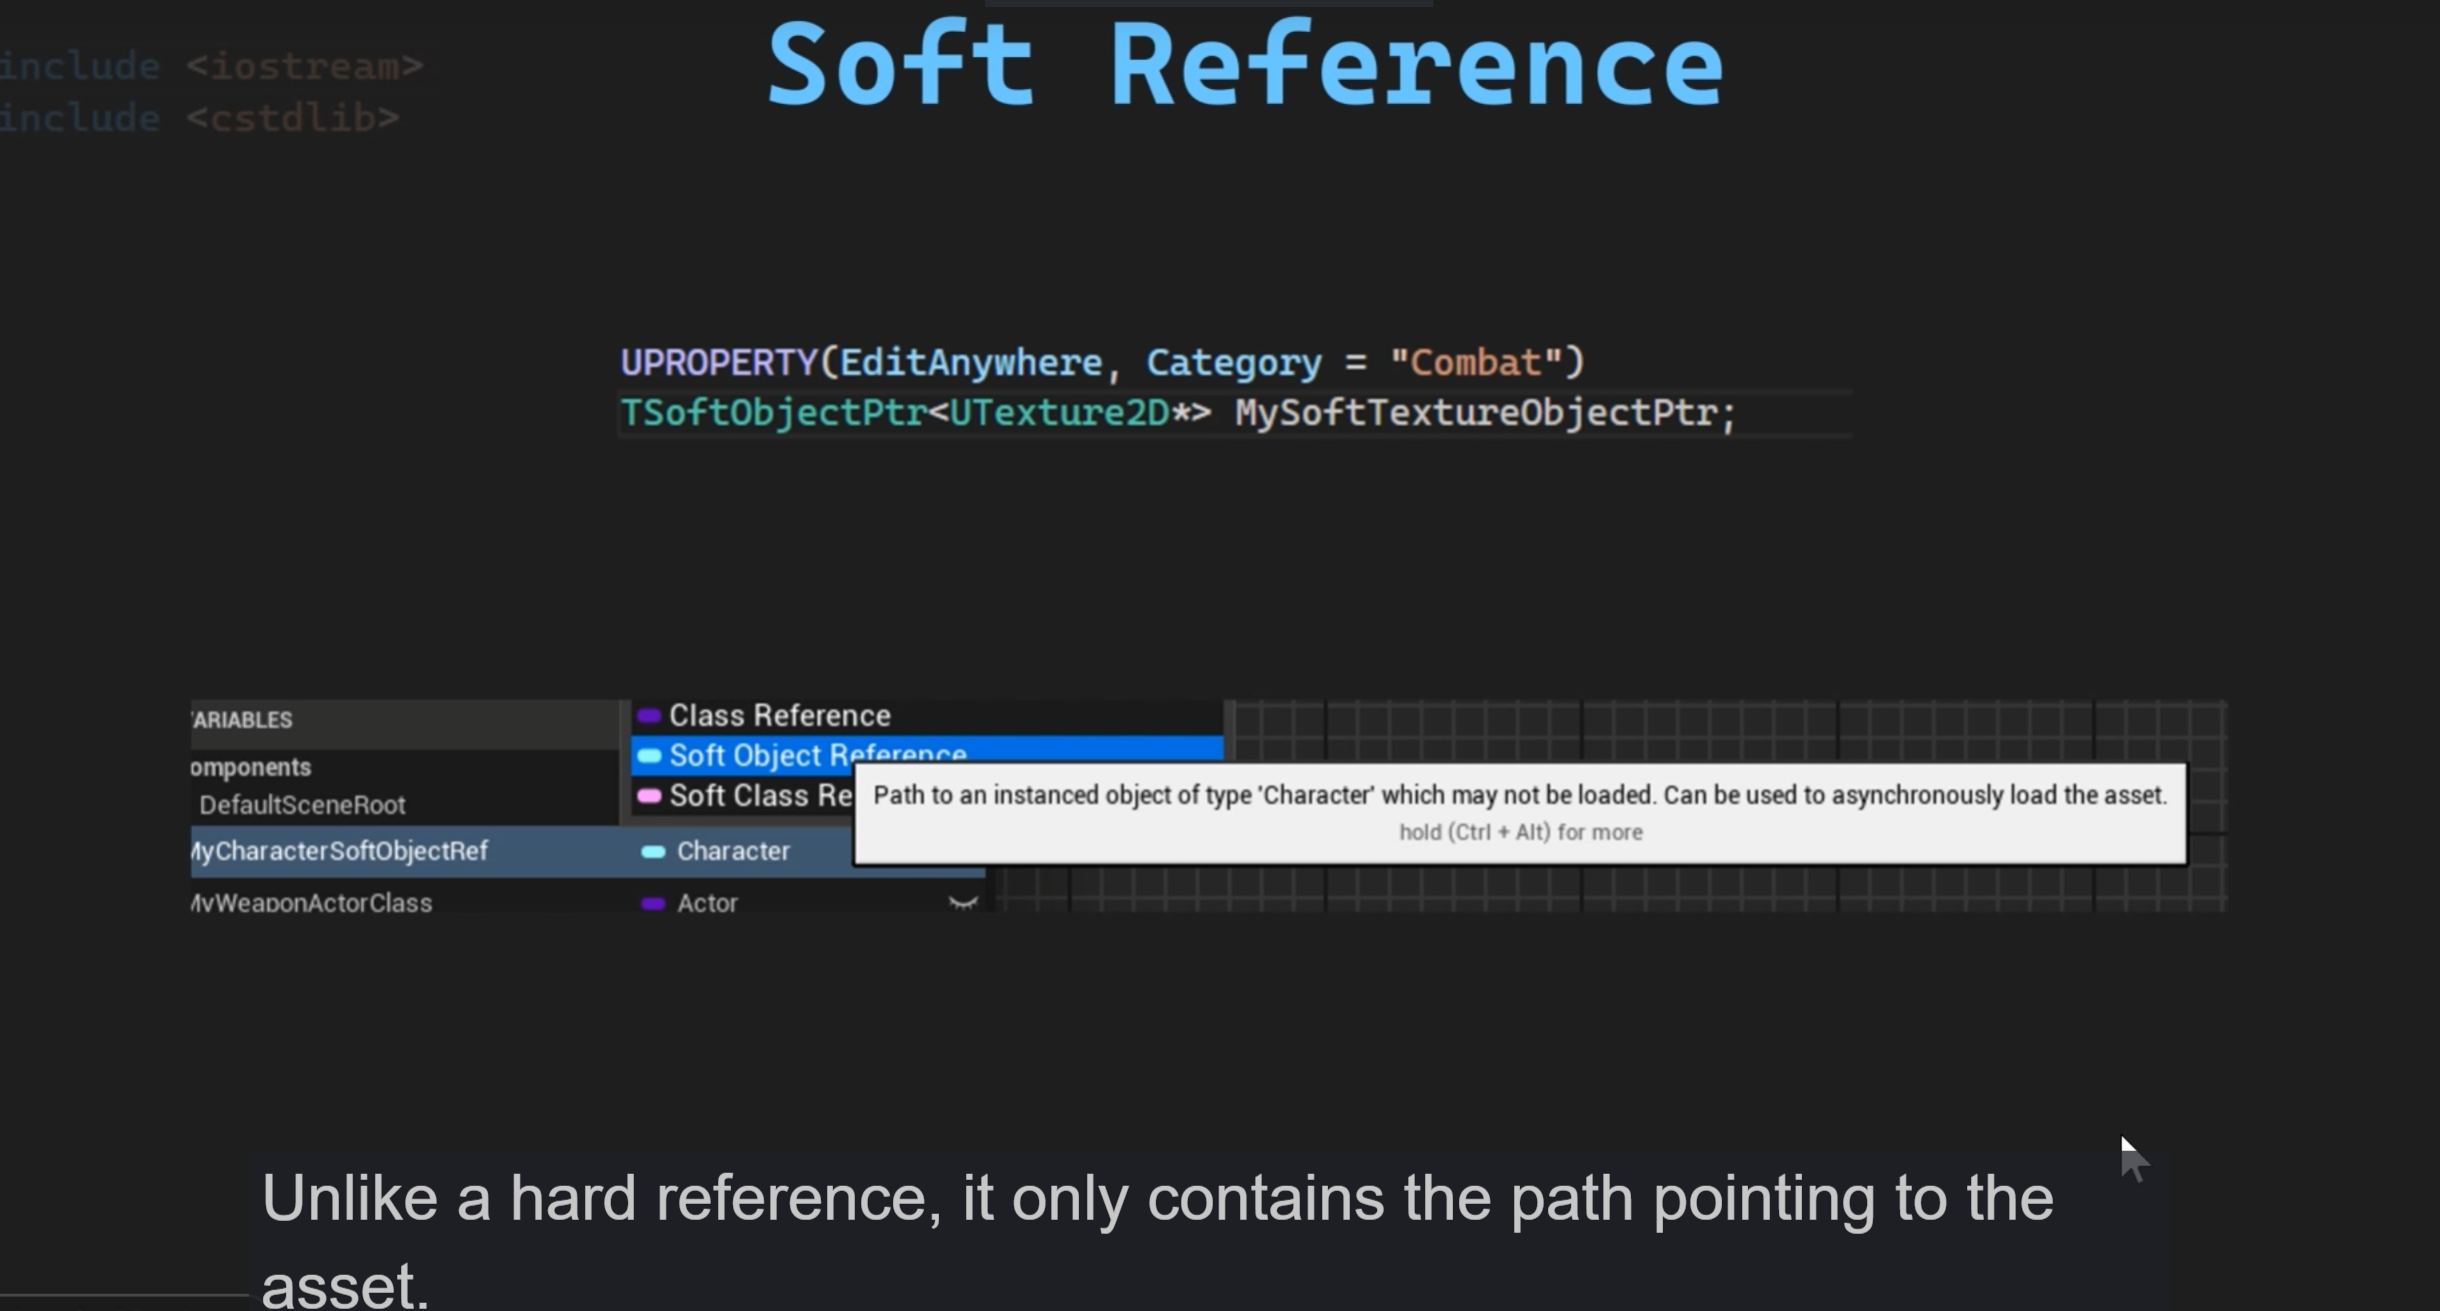 Soft Reference
include <iostream>
include <cstdlib>
UPROPERTY(EditAnywhere, Category = "Combat")
TSoftObjectPtr<UTexture2D*> MySoftTextureObjectPtr;
ARIABLES
Class Reference
Soft Object Reference
omponents
Soft Class Re
Path to an instanced object of type 'Character' which may not be loaded. Can be used to asynchronously load the asset.
DefaultSceneRoot
hold (Ctrl + Alt) for more
MyCharacterSoftObjectRef
Character
MyWeaponActorClass
Actor
Unlike a hard reference, it only contains the path pointing to the
asset.